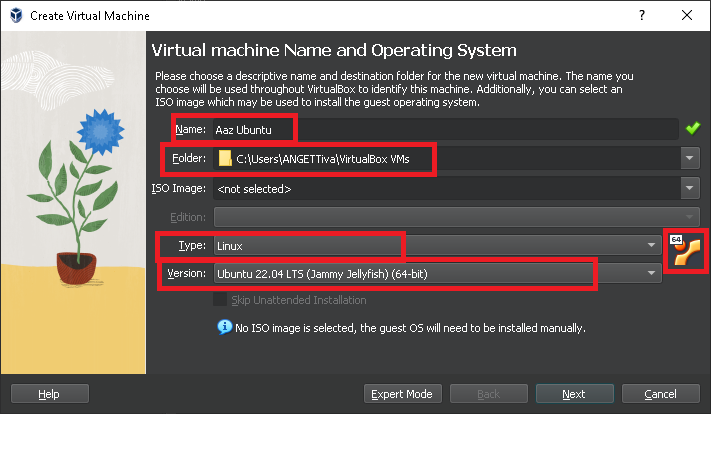 Create Virtual Machine
?
Virtual machine Name and Operating System
Please choose a descriptive name and destination folder for the new virtual machine. The name you
choose will be used throughout VirtualBox to identify this machine. Additionally, you can select an
ISO image which may be used to install the guest operating system.
Name: Aaz Ubuntu
Folder: C:\Users\ANGETTiva\VirtualBox VMs
ISO Image: <not selected>
Edition:
Type: Linux
64
Version: Ubuntu 22.04 LTS (Jammy Jellyfish) (64-bit)
Skip Unattended Installation
No ISO image is selected, the guest OS will need to be installed manually.
Help Expert Mode Back Next Cancel